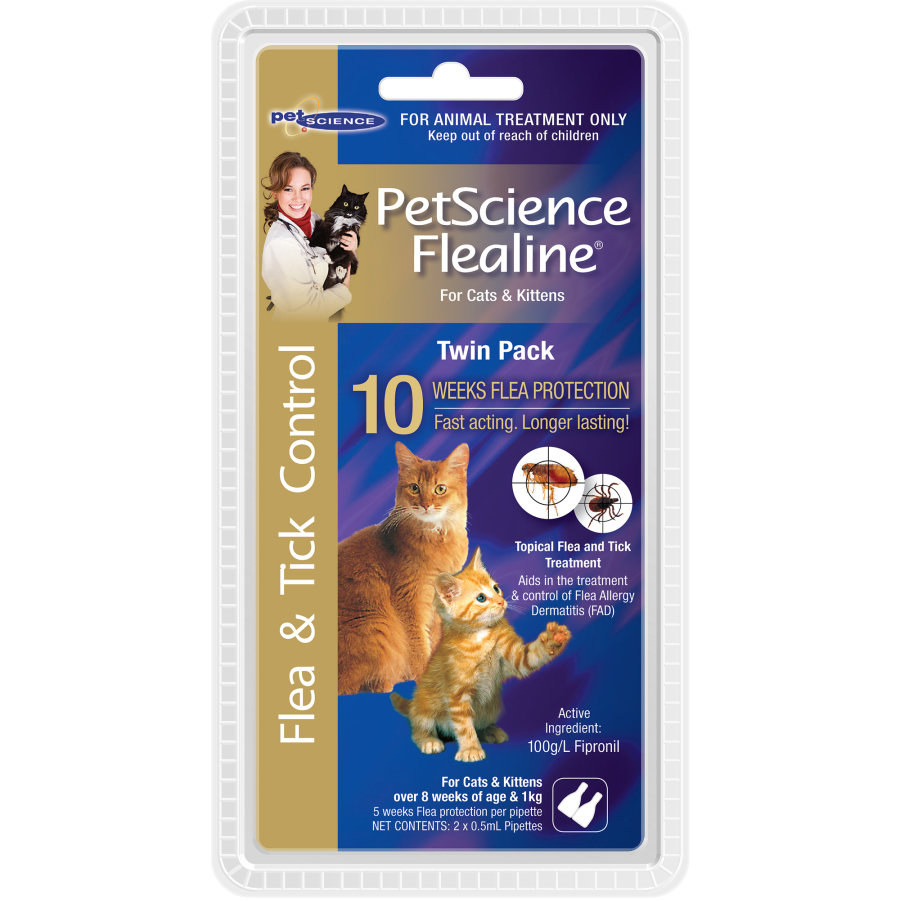 pet SCIENCE
FOR ANIMAL TREATMENT ONLY
Keep out of reach of children
PetScience
Flealine®
For Cats & Kittens
Flea & Tick Control
Twin Pack
10 WEEKS FLEA PROTECTION
Fast acting. Longer lasting!
Topical Flea and Tick
Treatment
Aids in the treatment
& control of Flea Allergy
Dermatitis (FAD)
Active
Ingredient:
100g/L Fipronil
For Cats & Kittens
over 8 weeks of age & 1kg
5 weeks Flea protection per pipette
NET CONTENTS: 2 x 0.5mL Pipettes